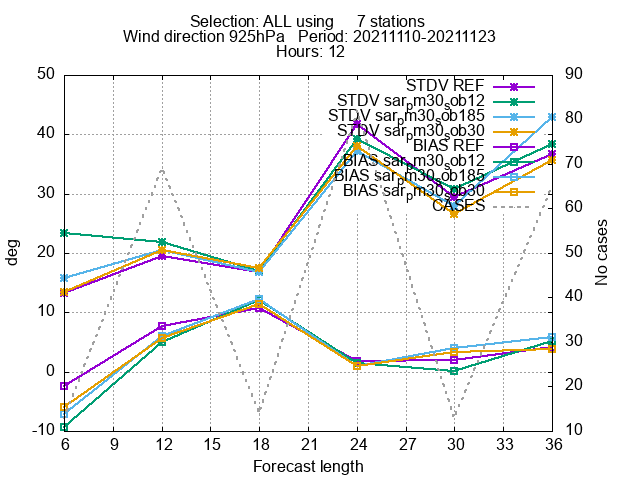 Selection: ALL using 7 stations
Wind direction 925hPa Period: 20211110-20211123
Hours: 12
STDV REF
STDV sar_pm30_sob12
STDV sar_pm30_sob185
STDV sar_pm30_sob30
BIAS REF
BIAS sar_pm30_sob12
BIAS sar_pm30_sob185
BIAS sar_pm30_sob30
CASES
50
40
30
20
10
0
-10
deg
90
80
70
60
50
40
30
20
10
No cases
6 9 12 15 18 21 24 27 30 33 36
Forecast length